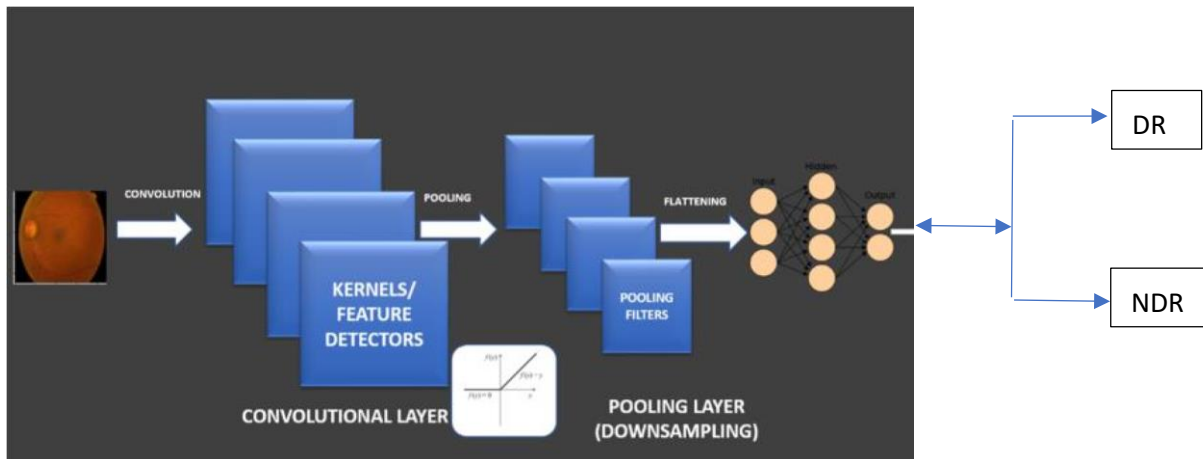 CONVOLUTION
KERNELS/
FEATURE
DETECTORS
CONVOLUTIONAL LAYER
POOLING
POOLING
FILTERS
POOLING LAYER
(DOWNSAMPLING)
FLATTENING
Input
Hidden
Output
DR
NDR